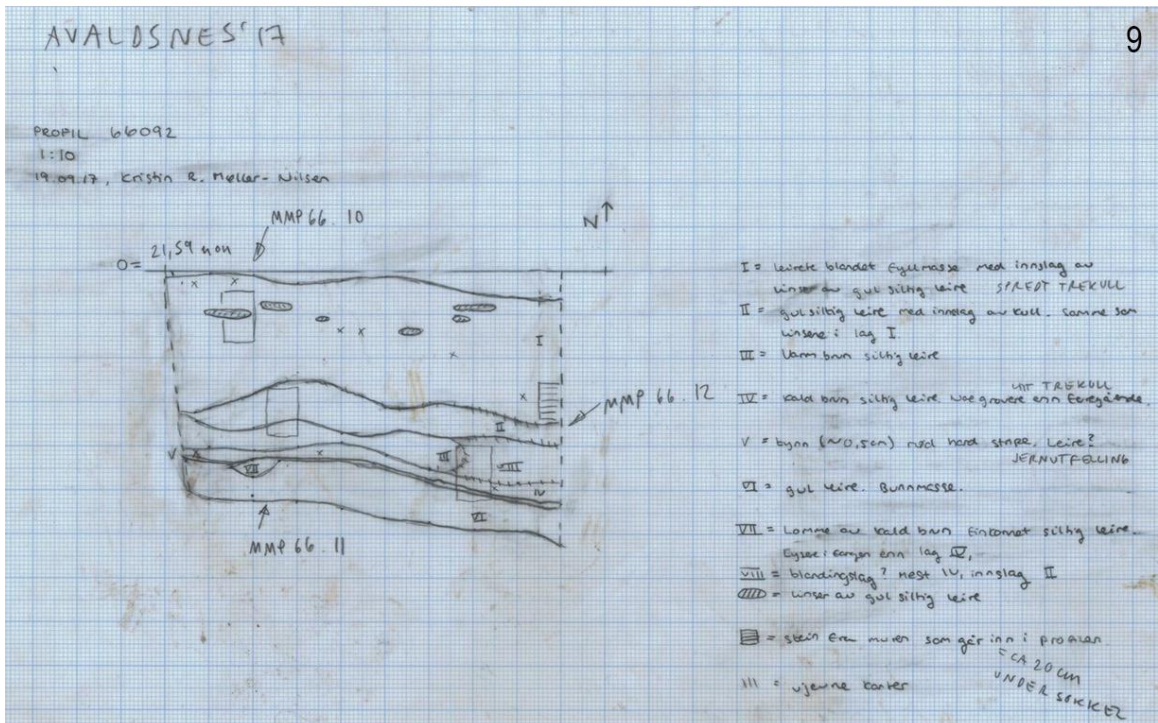 AVALDSNES' 17
9
PROFIL 66092
1:10
19.09.17, Kristin R. Møller-Nilsen
MMP 66.10
N
0= 21,59 moh
I
II
MMP 66.12
III
VIII
V
VII
IV
VI
MMP 66.11
I = leirete blandet fyllmasse med innslag av
linser av gul siltig leire SPREDT TREKULL
II = gul siltig leire med innslag av kull. Samme som
linsene i lag I.
III = Varm brun siltig leire
IV = kald brun siltig leire. Noe grovere enn foregående.
LITT TREKULL
V = tynn (~0,5cm) rød hard stripe. Leire?
JERNUTFELLING
VI = gul leire. Bunnmasse.
VII = Lomme av kald brun finkornet siltig leire.
Lysere i fargen enn lag IV.
VIII = blandingslag? mest IV, innslag II
= linser av gul siltig leire
= stein fra muren som går inn i profilen
= CA 20 cm
UNDER SOKKEL
III = ujevne kanter